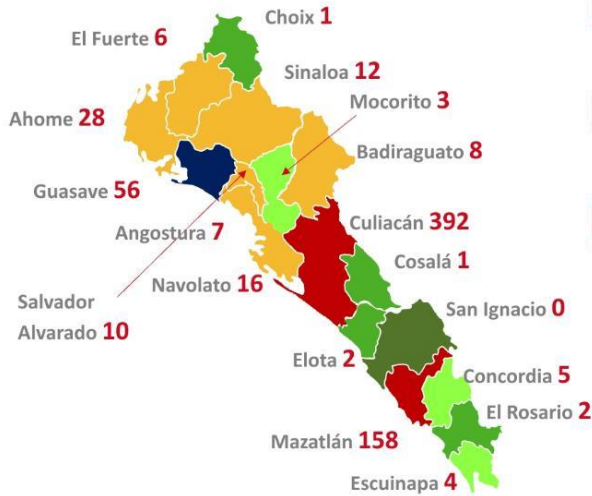 Choix 1
El Fuerte 6
Sinaloa 12
Mocorito 3
Ahome 28
Badiraguato 8
Guasave 56
Culiacán 392
Angostura 7
Cosalá 1
Navolato 16
Salvador
Alvarado 10
San Ignacio 0
Elota 2
Concordia 5
El Rosario 2
Mazatlán 158
Escuinapa 4